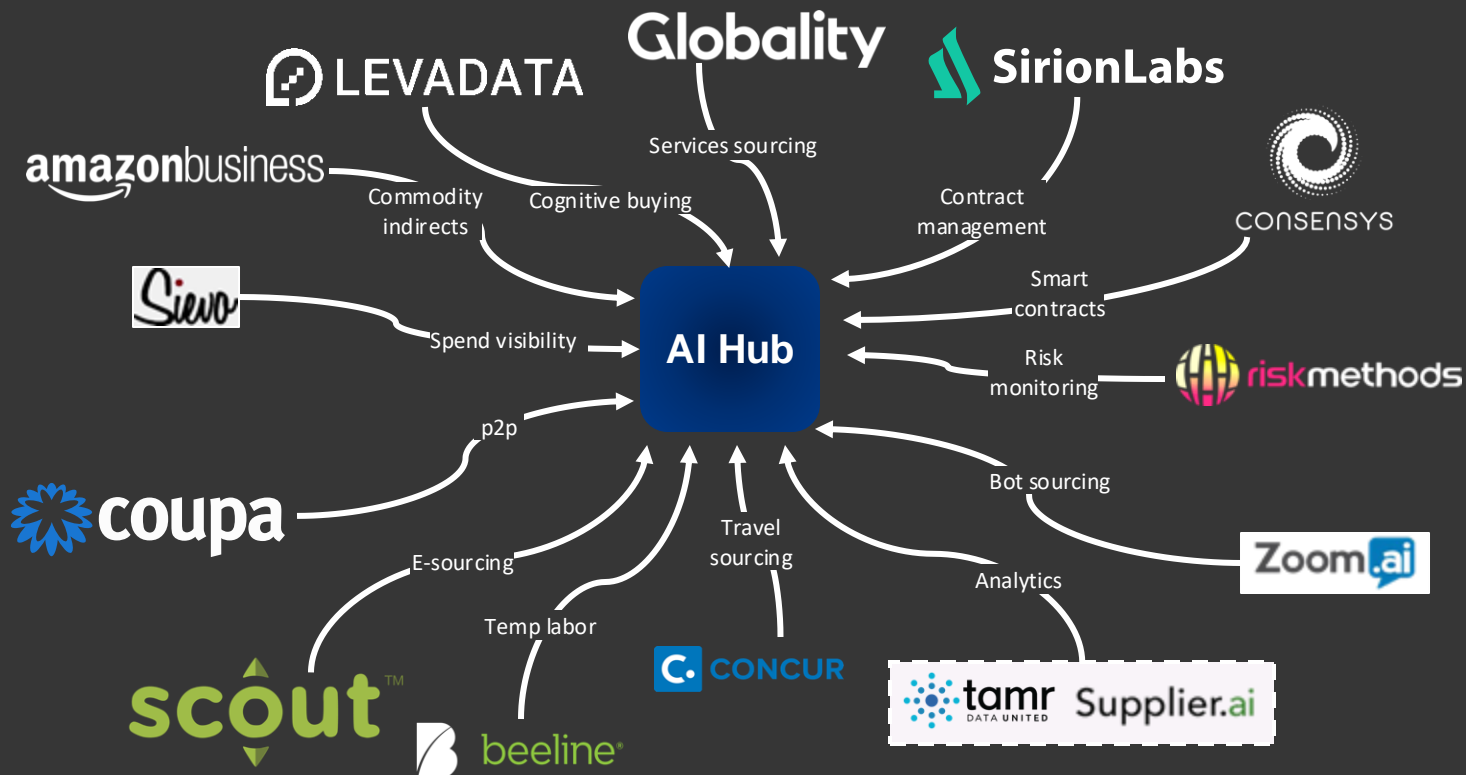 Globality
LEVADATA
SirionLabs
Services sourcing
amazonbusiness
Commodity
indirects
Cognitive buying
Contract
management
CONSENSYS
Sievo
Smart
contracts
Spend visibility
AI Hub
Risk
monitoring
riskmethods
p2p
coupa
Bot sourcing
E-sourcing
Travel
sourcing
Analytics
Zoom.ai
Temp labor
scout™
beeline®
C. CONCUR
tamr
DATA UNITED
Supplier.ai